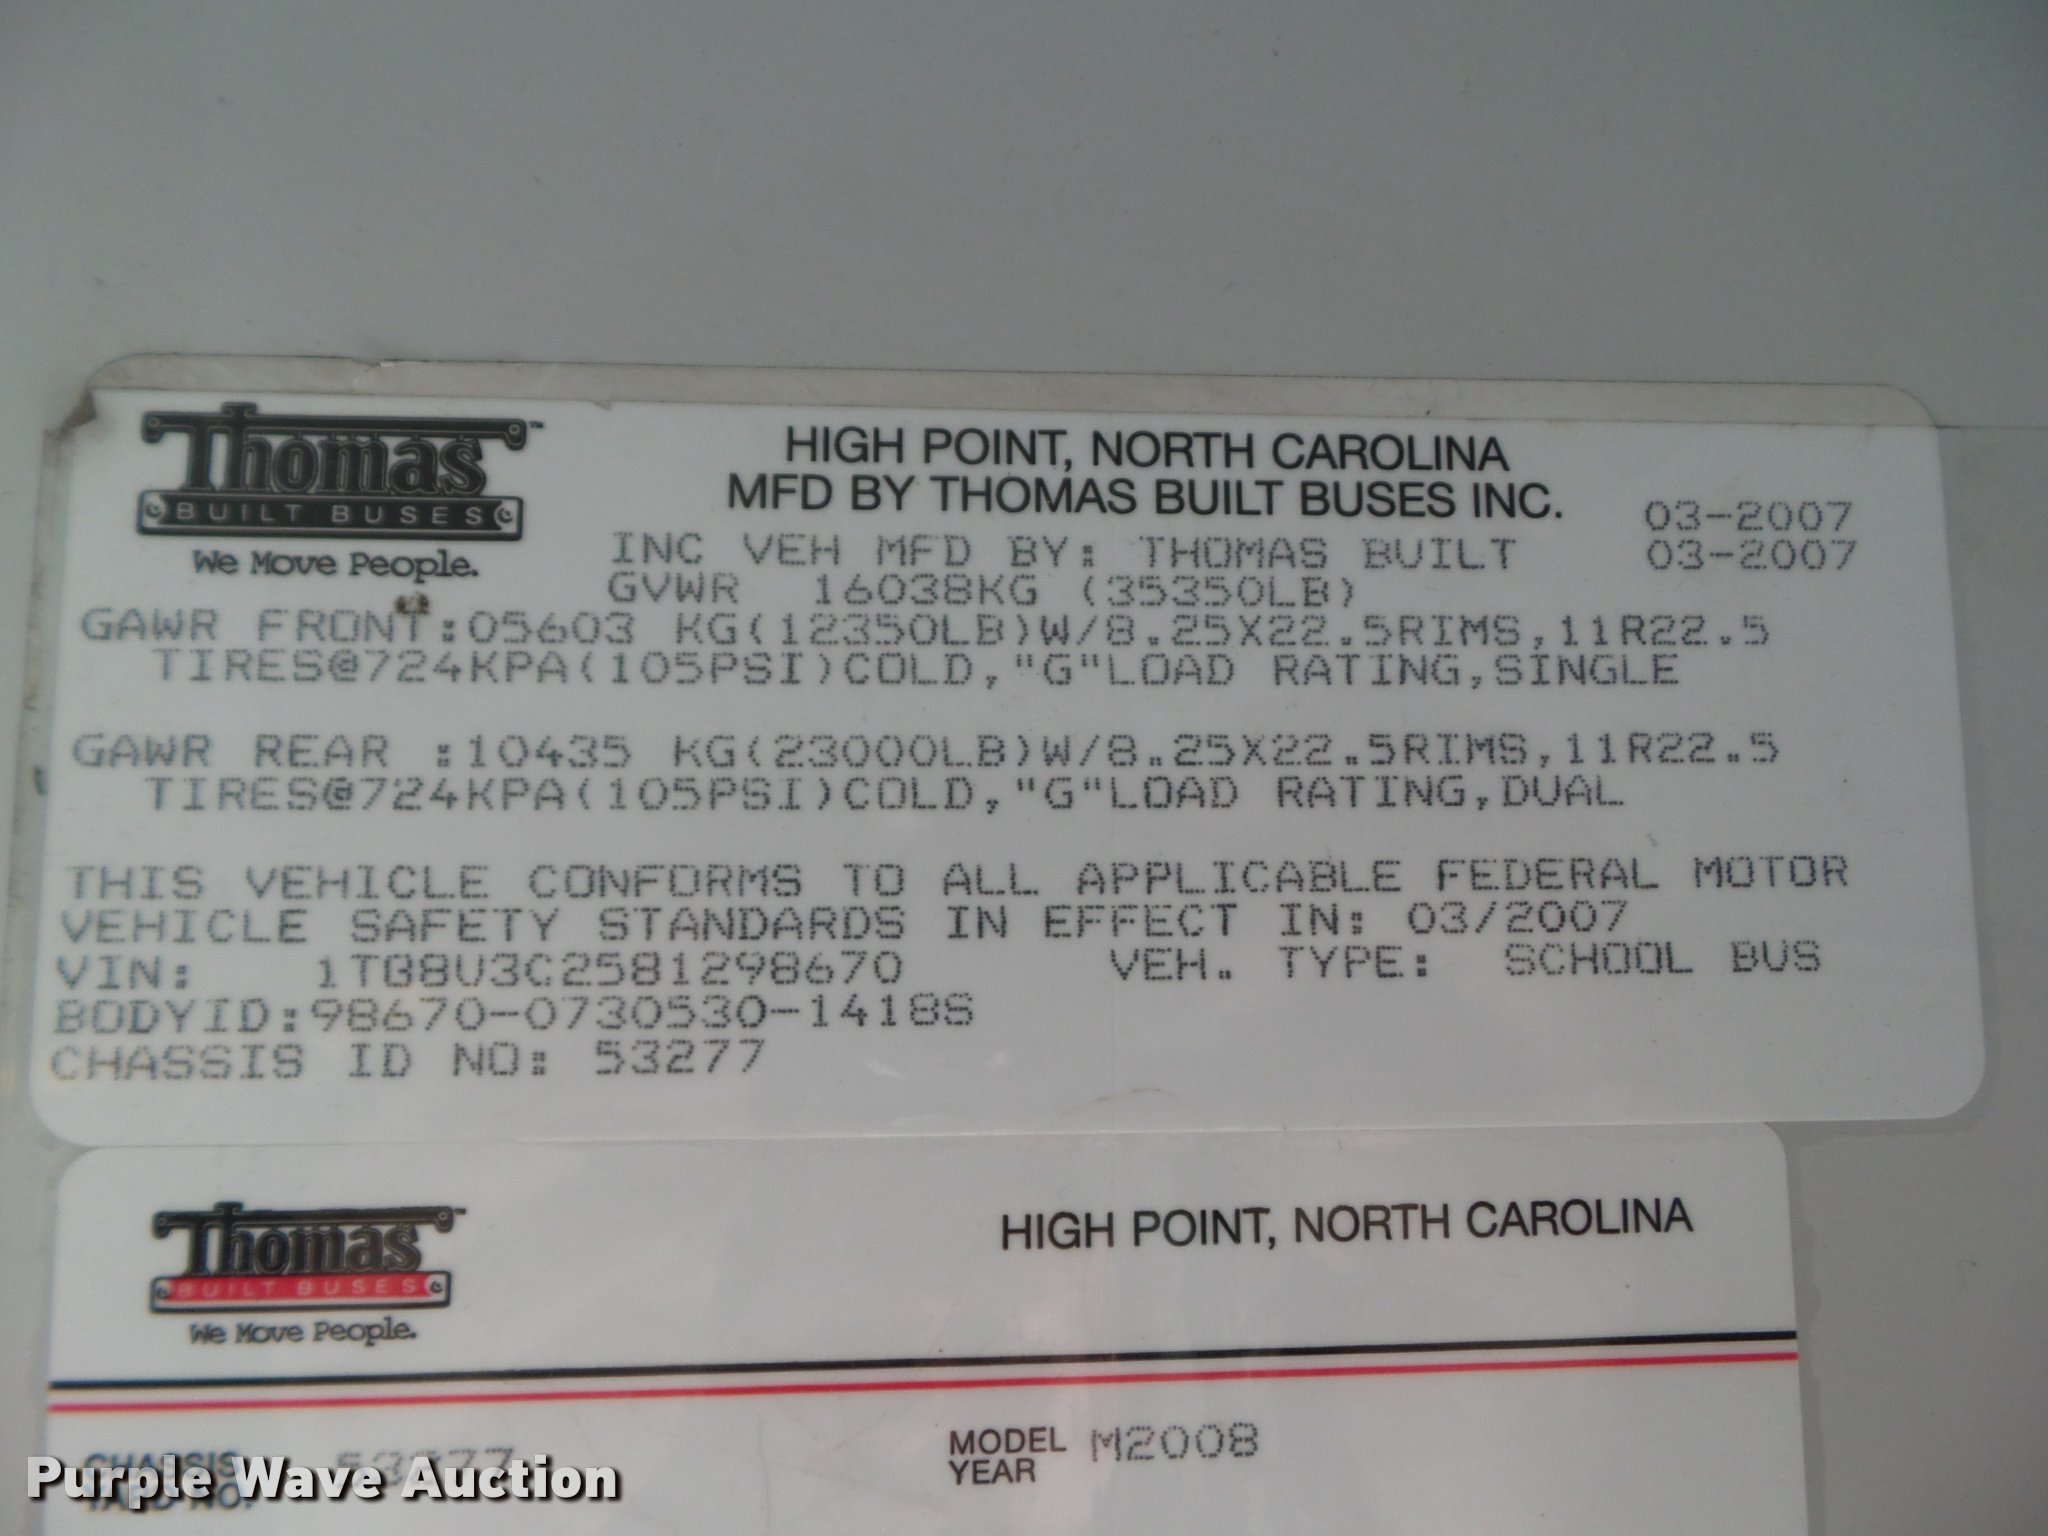 Thomas™
BUILT BUSES
We Move People.
HIGH POINT, NORTH CAROLINA
MFD BY THOMAS BUILT BUSES INC. 03-2007
INC VEH MFD BY: THOMAS BUILT 03-2007
GVWR 16038KG (35350LB)
GAWR FRONT:05603 KG(12350LB)W/8.25X22.5RIMS,11R22.5
TIRES@724KPA(105PSI)COLD,"G"LOAD RATING,SINGLE
GAWR REAR :10435 KG(23000LB)W/8.25X22.5RIMS,11R22.5
TIRES@724KPA(105PSI)COLD,"G"LOAD RATING,DUAL
THIS VEHICLE CONFORMS TO ALL APPLICABLE FEDERAL MOTOR
VEHICLE SAFETY STANDARDS IN EFFECT IN: 03/2007
VIN: 1TB8U3C2581298670 VEH. TYPE: SCHOOL BUS
BODYID:98670-0730530-1418S
CHASSIS ID NO: 53277
Thomas
BUILT BUSES
We Move People.
HIGH POINT, NORTH CAROLINA
CHASSIS 53277 MODEL M2008
YEAR
Purple Wave Auction